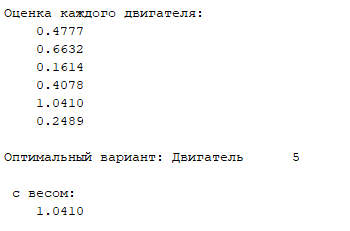 Оценка каждого двигателя:
0.4777
0.6632
0.1614
0.4078
1.0410
0.2489
Оптимальный вариант: Двигатель 5
с весом:
1.0410